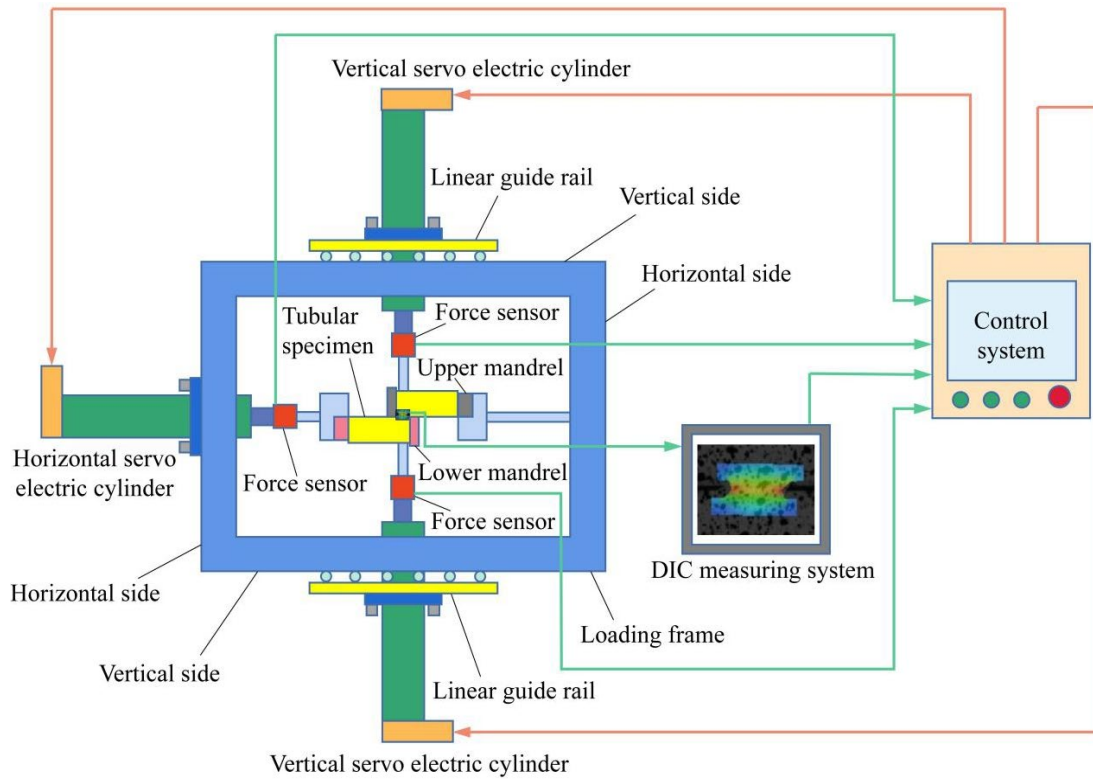 Vertical servo electric cylinder
Linear guide rail
Vertical side
Horizontal side
Force sensor
Tubular
specimen
Upper mandrel
Control
system
Horizontal servo
electric cylinder
Force sensor
Lower mandrel
Force sensor
DIC measuring system
Horizontal side
Loading frame
Vertical side
Linear guide rail
Vertical servo electric cylinder